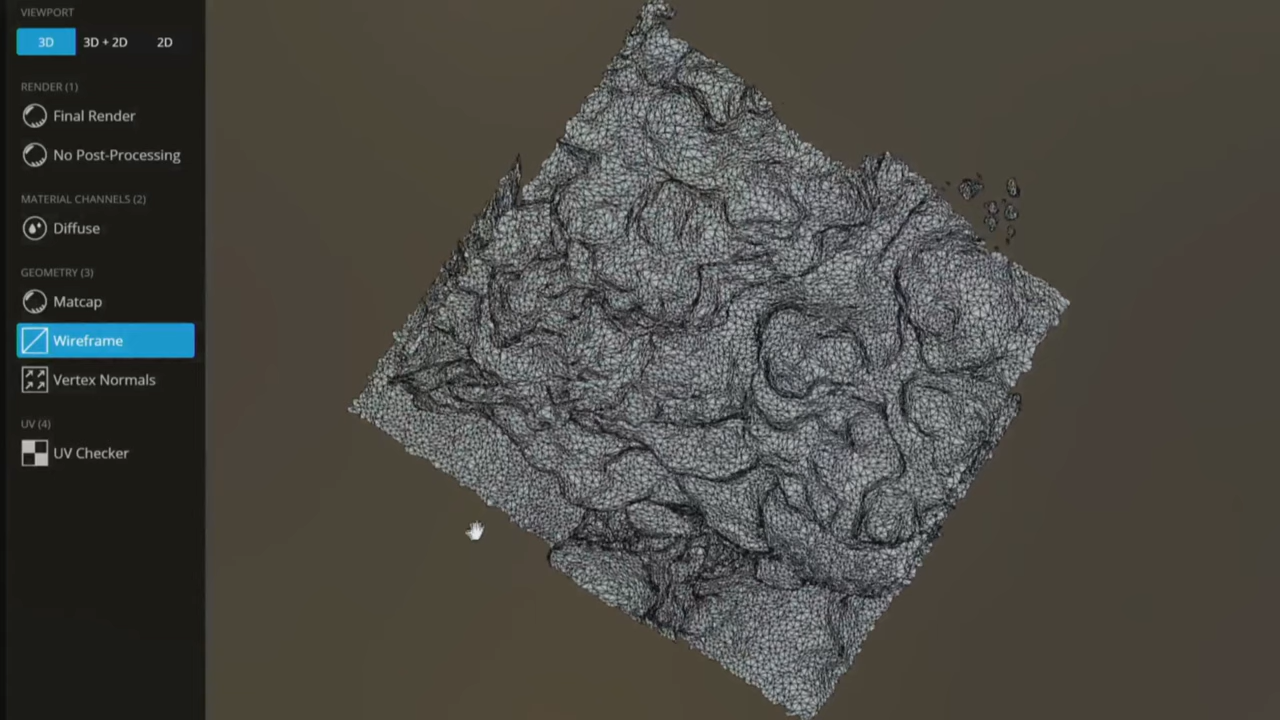 VIEWPORT
3D 3D + 2D 2D
RENDER (1)
Final Render
No Post-Processing
MATERIAL CHANNELS (2)
Diffuse
GEOMETRY (3)
Matcap
Wireframe
Vertex Normals
UV (4)
UV Checker